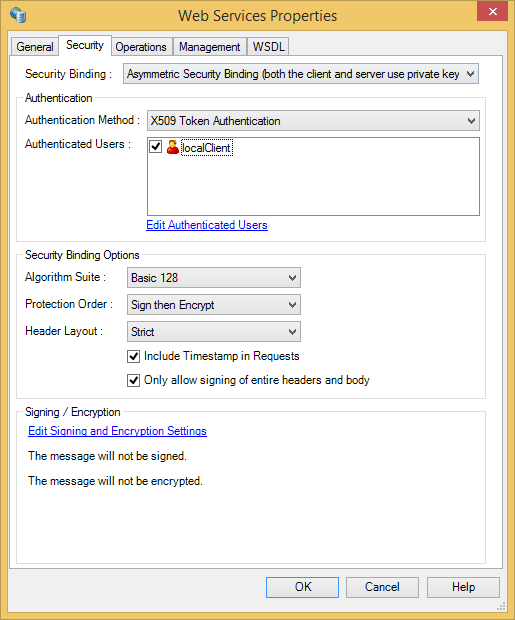 Web Services Properties
General Security Operations Management WSDL
Security Binding : Asymmetric Security Binding (both the client and server use private key
Authentication
Authentication Method : X509 Token Authentication
Authenticated Users : localClient
Edit Authenticated Users
Security Binding Options
Algorithm Suite : Basic 128
Protection Order : Sign then Encrypt
Header Layout : Strict
Include Timestamp in Requests
Only allow signing of entire headers and body
Signing / Encryption
Edit Signing and Encryption Settings
The message will not be signed.
The message will not be encrypted.
OK Cancel Help